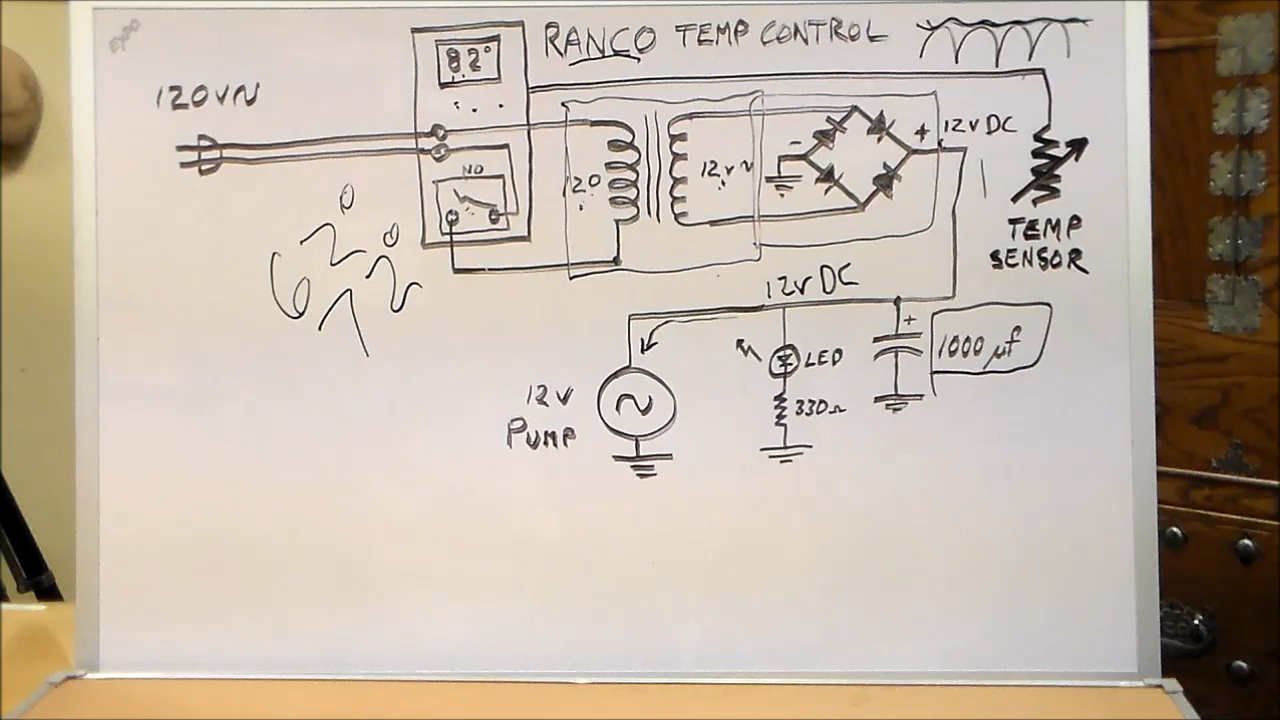 RANCO TEMP CONTROL
82°
120V~
NO
120
12v~
-
+
12v DC
TEMP
SENSOR
62°
72°
12v DC
+
1000 µf
LED
330Ω
12V
PUMP